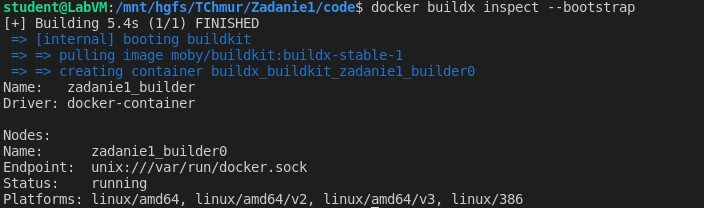 student@LabVM:/mnt/hgfs/TChmur/Zadanie1/code$ docker buildx inspect --bootstrap
[+] Building 5.4s (1/1) FINISHED
=> [internal] booting buildkit
=> => pulling image moby/buildkit:buildx-stable-1
=> => creating container buildx_buildkit_zadanie1_builder0
Name:   zadanie1_builder
Driver: docker-container

Nodes:
Name:      zadanie1_builder0
Endpoint:  unix:///var/run/docker.sock
Status:    running
Platforms: linux/amd64, linux/amd64/v2, linux/amd64/v3, linux/386